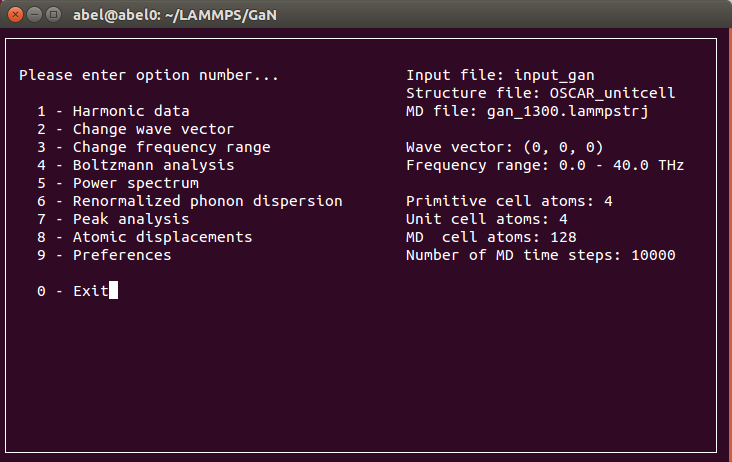 abel@abel0: ~/LAMMPS/GaN
Please enter option number...
1 - Harmonic data
2 - Change wave vector
3 - Change frequency range
4 - Boltzmann analysis
5 - Power spectrum
6 - Renormalized phonon dispersion
7 - Peak analysis
8 - Atomic displacements
9 - Preferences
0 - Exit
Input file: input_gan
Structure file: OSCAR_unitcell
MD file: gan_1300.lammpstrj
Wave vector: (0, 0, 0)
Frequency range: 0.0 - 40.0 THz
Primitive cell atoms: 4
Unit cell atoms: 4
MD  cell atoms: 128
Number of MD time steps: 10000